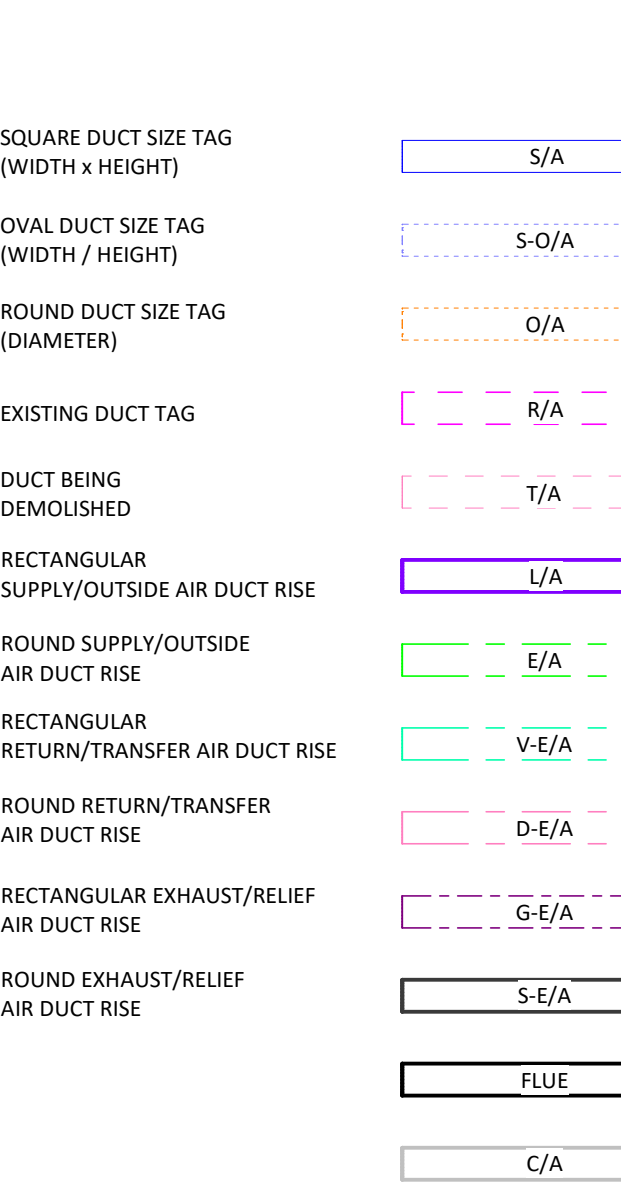 SQUARE DUCT SIZE TAG
(WIDTH x HEIGHT)
S/A
OVAL DUCT SIZE TAG
(WIDTH / HEIGHT)
S-O/A
ROUND DUCT SIZE TAG
(DIAMETER)
O/A
EXISTING DUCT TAG
R/A
DUCT BEING
DEMOLISHED
T/A
RECTANGULAR
SUPPLY/OUTSIDE AIR DUCT RISE
L/A
ROUND SUPPLY/OUTSIDE
AIR DUCT RISE
E/A
RECTANGULAR
RETURN/TRANSFER AIR DUCT RISE
V-E/A
ROUND RETURN/TRANSFER
AIR DUCT RISE
D-E/A
RECTANGULAR EXHAUST/RELIEF
AIR DUCT RISE
G-E/A
ROUND EXHAUST/RELIEF
AIR DUCT RISE
S-E/A
FLUE
C/A